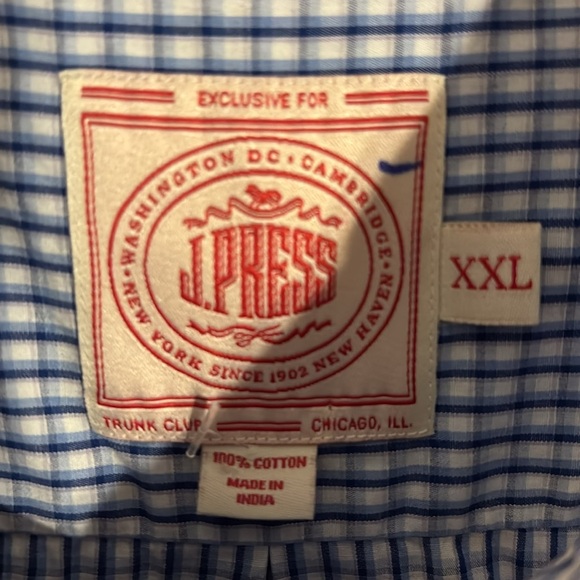 EXCLUSIVE FOR
WASHINGTON DC • CAMBRIDGE •
J.PRESS
NEW YORK SINCE 1902 NEW HAVEN •
XXL
TRUNK CLUB
CHICAGO, ILL.
100% COTTON
MADE IN
INDIA